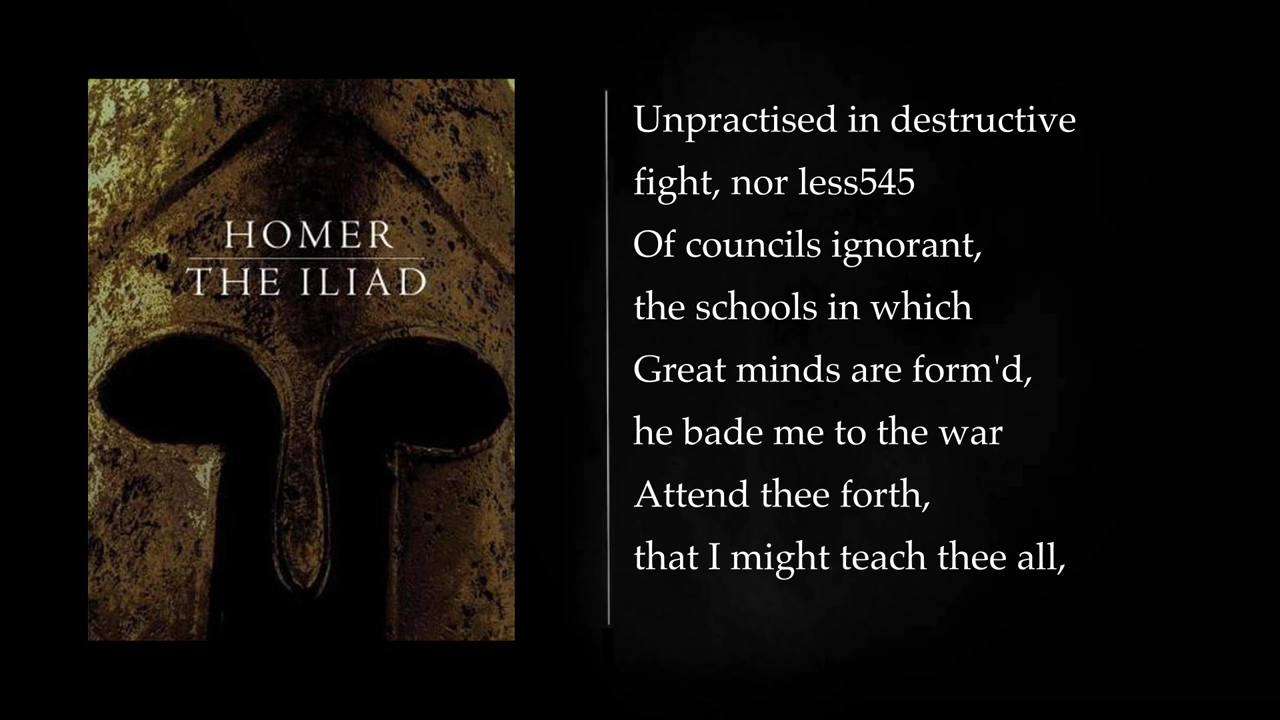 HOMER
THE ILIAD
Unpractised in destructive
fight, nor less545
Of councils ignorant,
the schools in which
Great minds are form'd,
he bade me to the war
Attend thee forth,
that I might teach thee all,